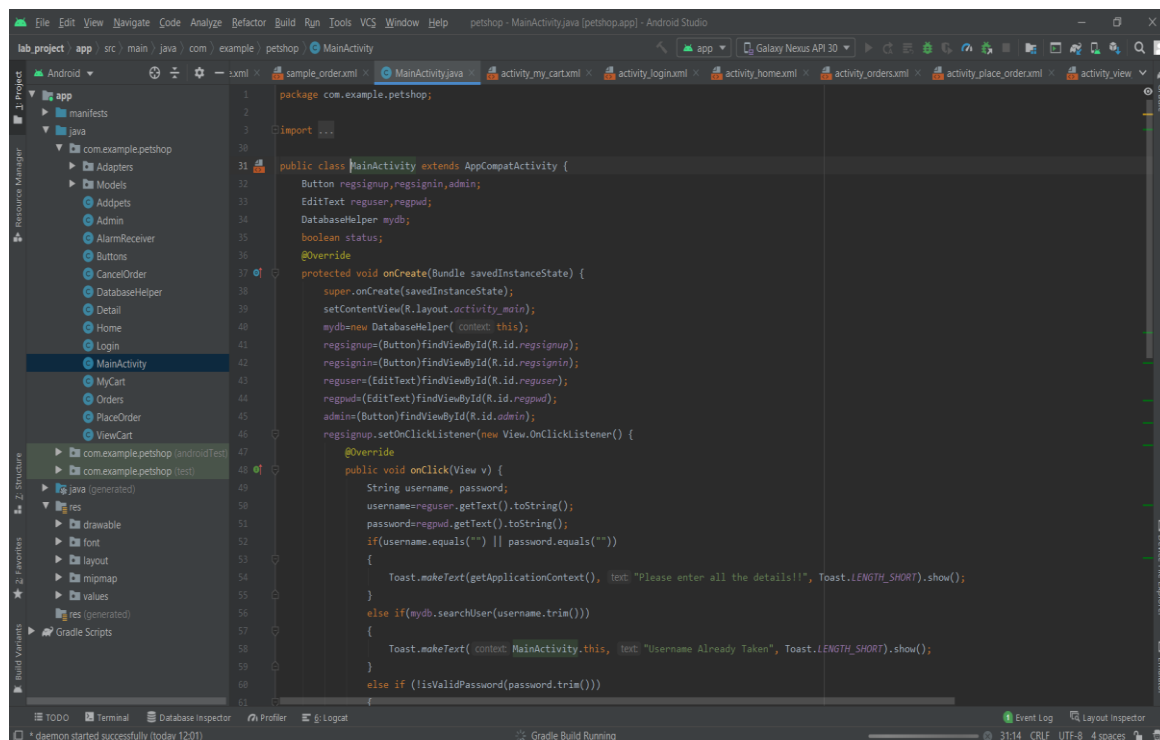 File Edit View Navigate Code Analyze Refactor Build Run Tools VCS Window Help petshop - MainActivity.java [petshop.app] - Android Studio
lab_project app src main java com example petshop MainActivity app Galaxy Nexus API 30
Android .xml sample_order.xml MainActivity.java activity_my_cart.xml activity_login.xml activity_home.xml activity_orders.xml activity_place_order.xml activity_view
1: Project
Resource Manager
Z: Structure
2: Favorites
Build Variants
app
manifests
java
com.example.petshop
Adapters
Models
Addpets
Admin
AlarmReceiver
Buttons
CancelOrder
DatabaseHelper
Detail
Home
Login
MainActivity
MyCart
Orders
PlaceOrder
ViewCart
com.example.petshop (androidTest)
com.example.petshop (test)
java (generated)
res
drawable
font
layout
mipmap
values
res (generated)
Gradle Scripts
1 package com.example.petshop;
2
3 import ...
30
31 public class MainActivity extends AppCompatActivity {
32 Button regsignup,regsignin,admin;
33 EditText reguser,regpwd;
34 DatabaseHelper mydb;
35 boolean status;
36 @Override
37 protected void onCreate(Bundle savedInstanceState) {
38 super.onCreate(savedInstanceState);
39 setContentView(R.layout.activity_main);
40 mydb=new DatabaseHelper( context: this);
41 regsignup=(Button)findViewById(R.id.regsignup);
42 regsignin=(Button)findViewById(R.id.regsignin);
43 reguser=(EditText)findViewById(R.id.reguser);
44 regpwd=(EditText)findViewById(R.id.regpwd);
45 admin=(Button)findViewById(R.id.admin);
46 regsignup.setOnClickListener(new View.OnClickListener() {
47 @Override
48 public void onClick(View v) {
49 String username, password;
50 username=reguser.getText().toString();
51 password=regpwd.getText().toString();
52 if(username.equals("") || password.equals(""))
53 {
54 Toast.makeText(getApplicationContext(), text: "Please enter all the details!!", Toast.LENGTH_SHORT).show();
55 }
56 else if(mydb.searchUser(username.trim()))
57 {
58 Toast.makeText( context: MainActivity.this, text: "Username Already Taken", Toast.LENGTH_SHORT).show();
59 }
60 else if (!isValidPassword(password.trim()))
61 {
TODO Terminal Database Inspector Profiler 6: Logcat 1 Event Log Layout Inspector
* daemon started successfully (today 12:01) Gradle Build Running 31:14 CRLF UTF-8 4 spaces